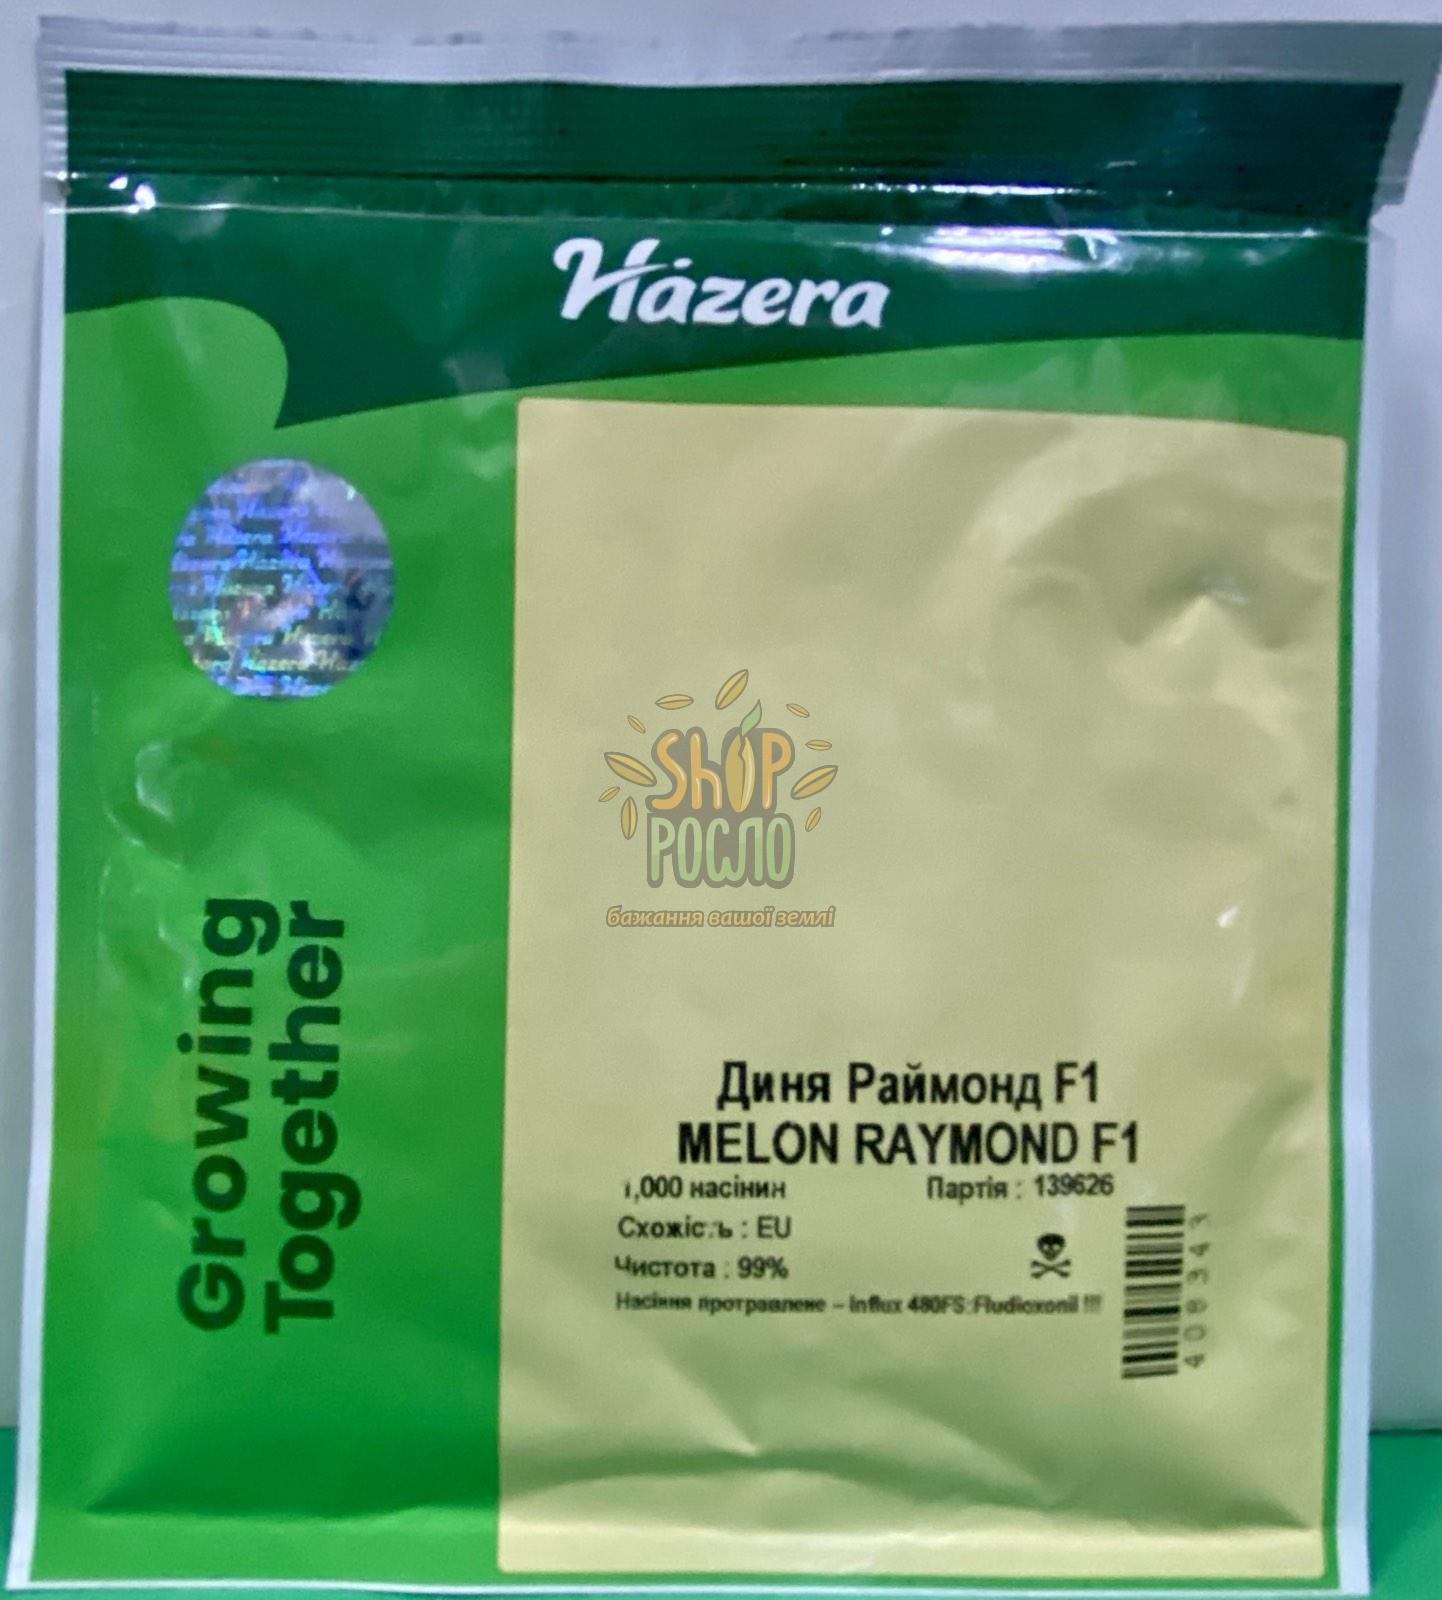 Hazera
Growing
Together
SHOP
РОСЛО
бажання вашої землі
Диня Раймонд F1
MELON RAYMOND F1
1,000 насінин
Партія : 139626
Схожість : EU
Чистота : 99%
Насіння протравлене – Influx 480FS:Fludioxonil !!!
408343